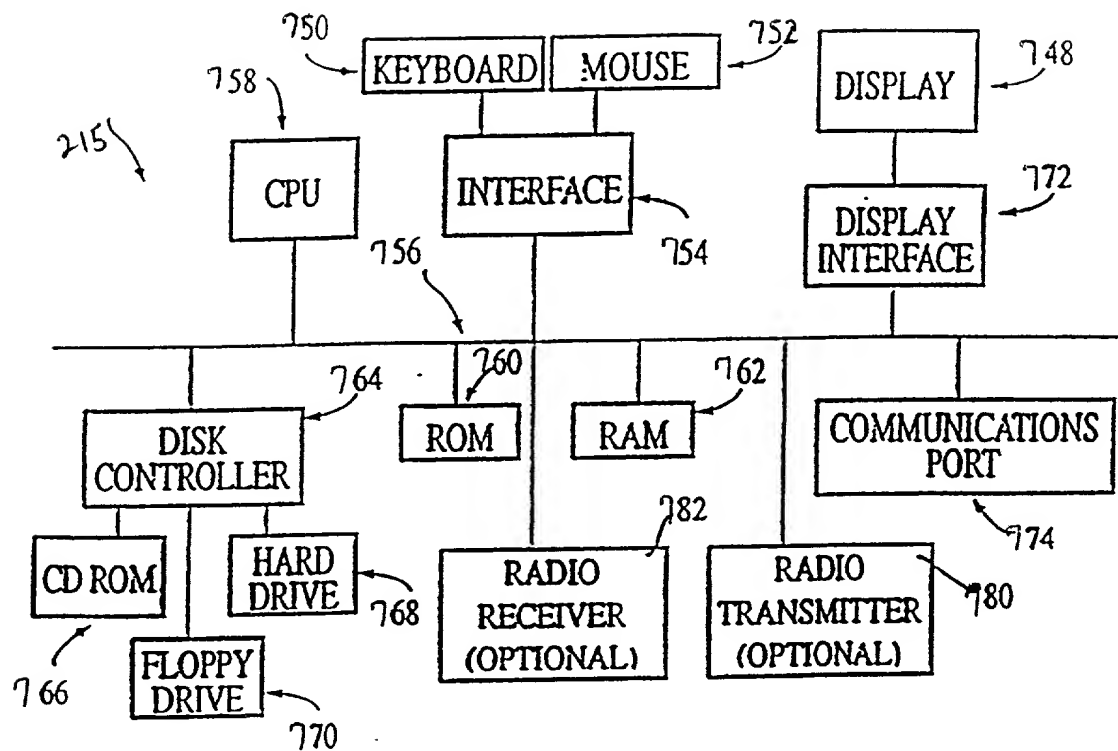 750
KEYBOARD
MOUSE
752
758
DISPLAY
748
215
CPU
INTERFACE
772
DISPLAY
INTERFACE
754
756
764
760
762
DISK
CONTROLLER
ROM
RAM
COMMUNICATIONS
PORT
782
774
CD ROM
HARD
DRIVE
768
RADIO
RECEIVER
(OPTIONAL)
RADIO
TRANSMITTER
(OPTIONAL)
780
766
FLOPPY
DRIVE
770